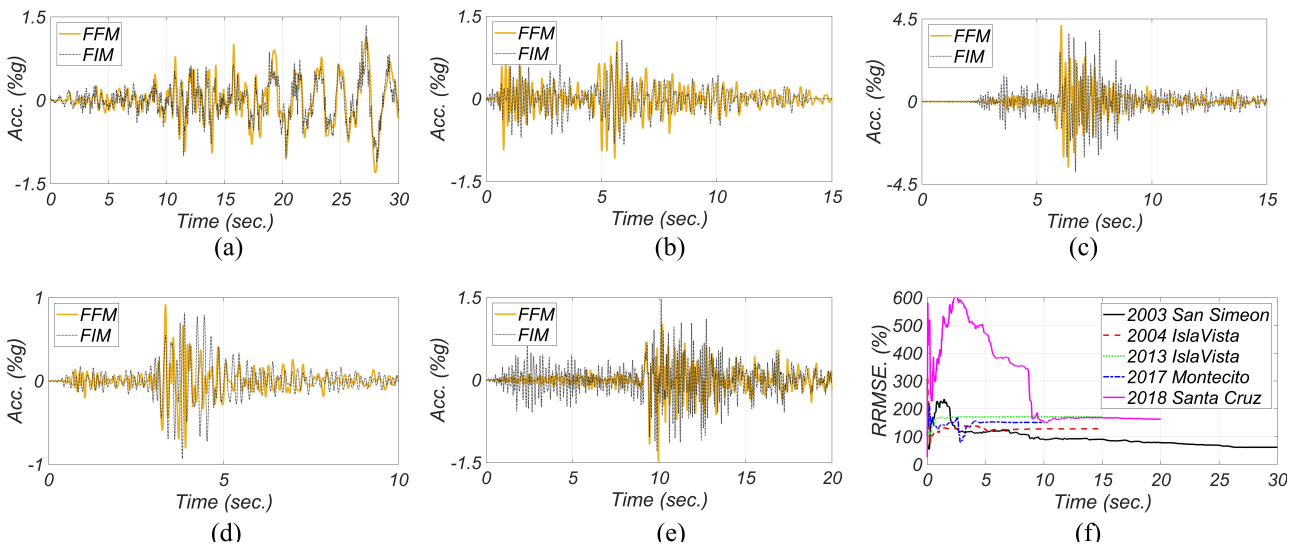 1.5
FFM
FIM
Acc. (%g)
0
-1.5
0 5 10 15 20 25 30
Time (sec.)
(a)
1.5
FFM
FIM
Acc. (%g)
0
-1.5
0 5 10 15
Time (sec.)
(b)
4.5
FFM
FIM
Acc. (%g)
0
-4.5
0 5 10 15
Time (sec.)
(c)
1
FFM
FIM
Acc. (%g)
0
-1
0 5 10
Time (sec.)
(d)
1.5
FFM
FIM
Acc. (%g)
0
-1.5
0 5 10 15 20
Time (sec.)
(e)
600
500
400
300
200
100
0
RRMSE. (%)
2003 San Simeon
2004 IslaVista
2013 IslaVista
2017 Montecito
2018 Santa Cruz
0 5 10 15 20 25 30
Time (sec.)
(f)